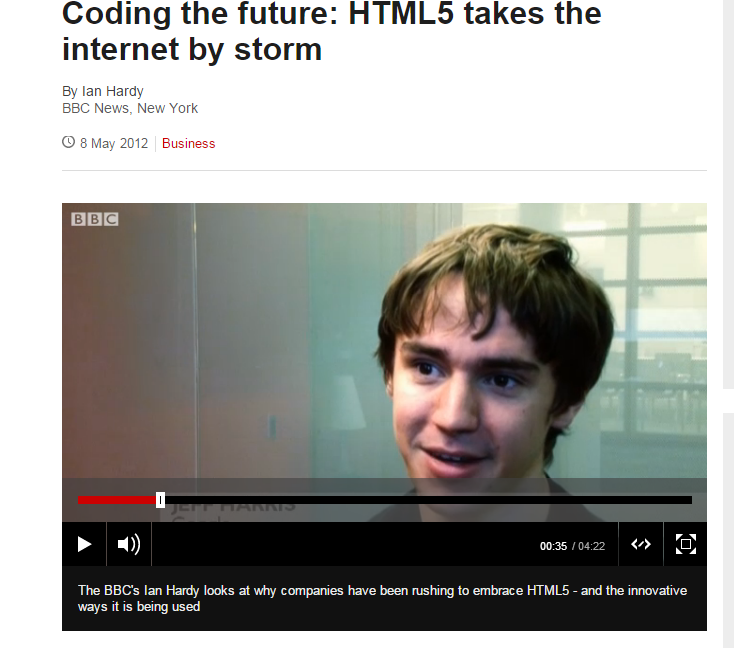 Coding the future: HTML5 takes the
internet by storm
By Ian Hardy
BBC News, New York
8 May 2012 Business
BBC
JEFF HARRIS
00:35 / 04:22
The BBC's Ian Hardy looks at why companies have been rushing to embrace HTML5 - and the innovative
ways it is being used